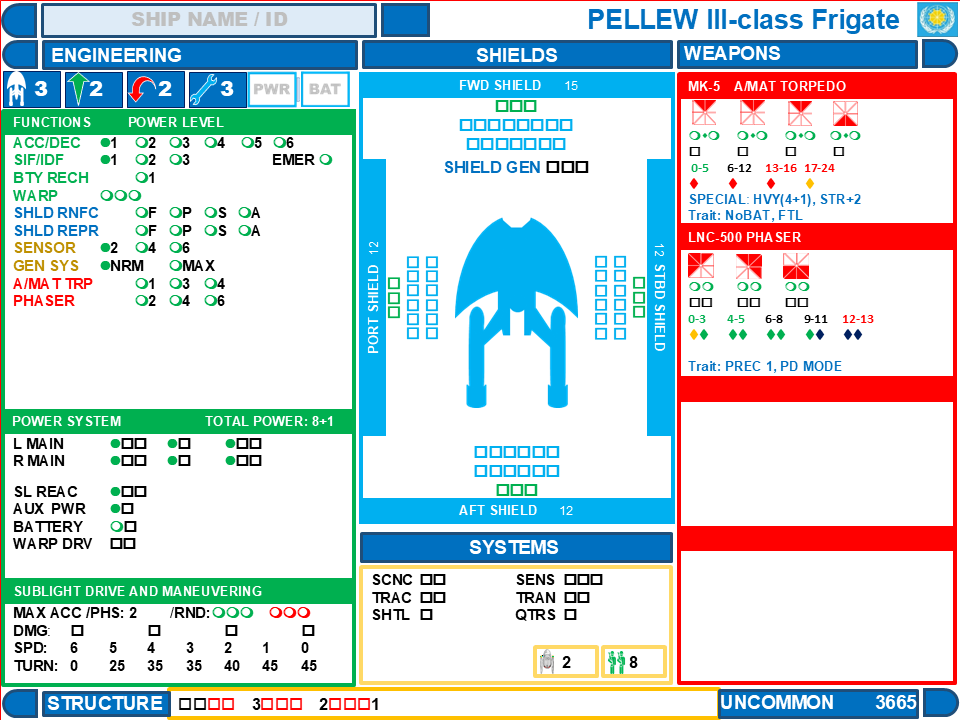 SHIP NAME / ID
PELLEW III-class Frigate
ENGINEERING
3 2 2 3 PWR BAT
FUNCTIONS POWER LEVEL
ACC/DEC 1 2 3 4 5 6
SIF/IDF 1 2 3 EMER
BTY RECH 1
WARP
SHLD RNFC F P S A
SHLD REPR F P S A
SENSOR 2 4 6
GEN SYS NRM MAX
A/MAT TRP 1 3 4
PHASER 2 4 6
POWER SYSTEM TOTAL POWER: 8+1
L MAIN
R MAIN
SL REAC
AUX PWR
BATTERY
WARP DRV
SUBLIGHT DRIVE AND MANEUVERING
MAX ACC /PHS: 2 /RND:
DMG:
SPD: 6 5 4 3 2 1 0
TURN: 0 25 35 35 40 45 45
SHIELDS
FWD SHIELD 15
SHIELD GEN
PORT SHIELD 12
12 STBD SHIELD
AFT SHIELD 12
SYSTEMS
SCNC SENS
TRAC TRAN
SHTL QTRS
2 8
WEAPONS
MK-5 A/MAT TORPEDO
0-5 6-12 13-16 17-24
SPECIAL: HVY(4+1), STR+2
Trait: NoBAT, FTL
LNC-500 PHASER
0-3 4-5 6-8 9-11 12-13
Trait: PREC 1, PD MODE
STRUCTURE 3 2 1
UNCOMMON 3665